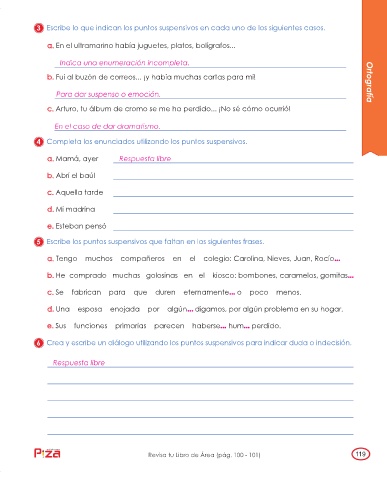 3 Escribe lo que indican los puntos suspensivos en cada uno de los siguientes casos.
a. En el ultramarino había juguetes, platos, bolígrafos...
Indica una enumeración incompleta.
b. Fui al buzón de correos... ¡y había muchas cartas para mí!
Para dar suspenso o emoción.
c. Arturo, tu álbum de cromo se me ha perdido... ¡No sé cómo ocurrió!
En el caso de dar dramatismo.
Ortografía
4 Completa los enunciados utilizando los puntos suspensivos.
a. Mamá, ayer Respuesta libre
b. Abrí el baúl
c. Aquella tarde
d. Mi madrina
e. Esteban pensó
5 Escribe los puntos suspensivos que faltan en las siguientes frases.
a. Tengo muchos compañeros en el colegio: Carolina, Nieves, Juan, Rocío...
b. He comprado muchas golosinas en el kiosco: bombones, caramelos, gomitas...
c. Se fabrican para que duren eternamente... o poco menos.
d. Una esposa enojada por algún... digamos, por algún problema en su hogar.
e. Sus funciones primarias parecen haberse... hum... perdido.
6 Crea y escribe un diálogo utilizando los puntos suspensivos para indicar duda o indecisión.
Respuesta libre
Piza
Revisa tu Libro de Área (pág. 100 - 101)
119